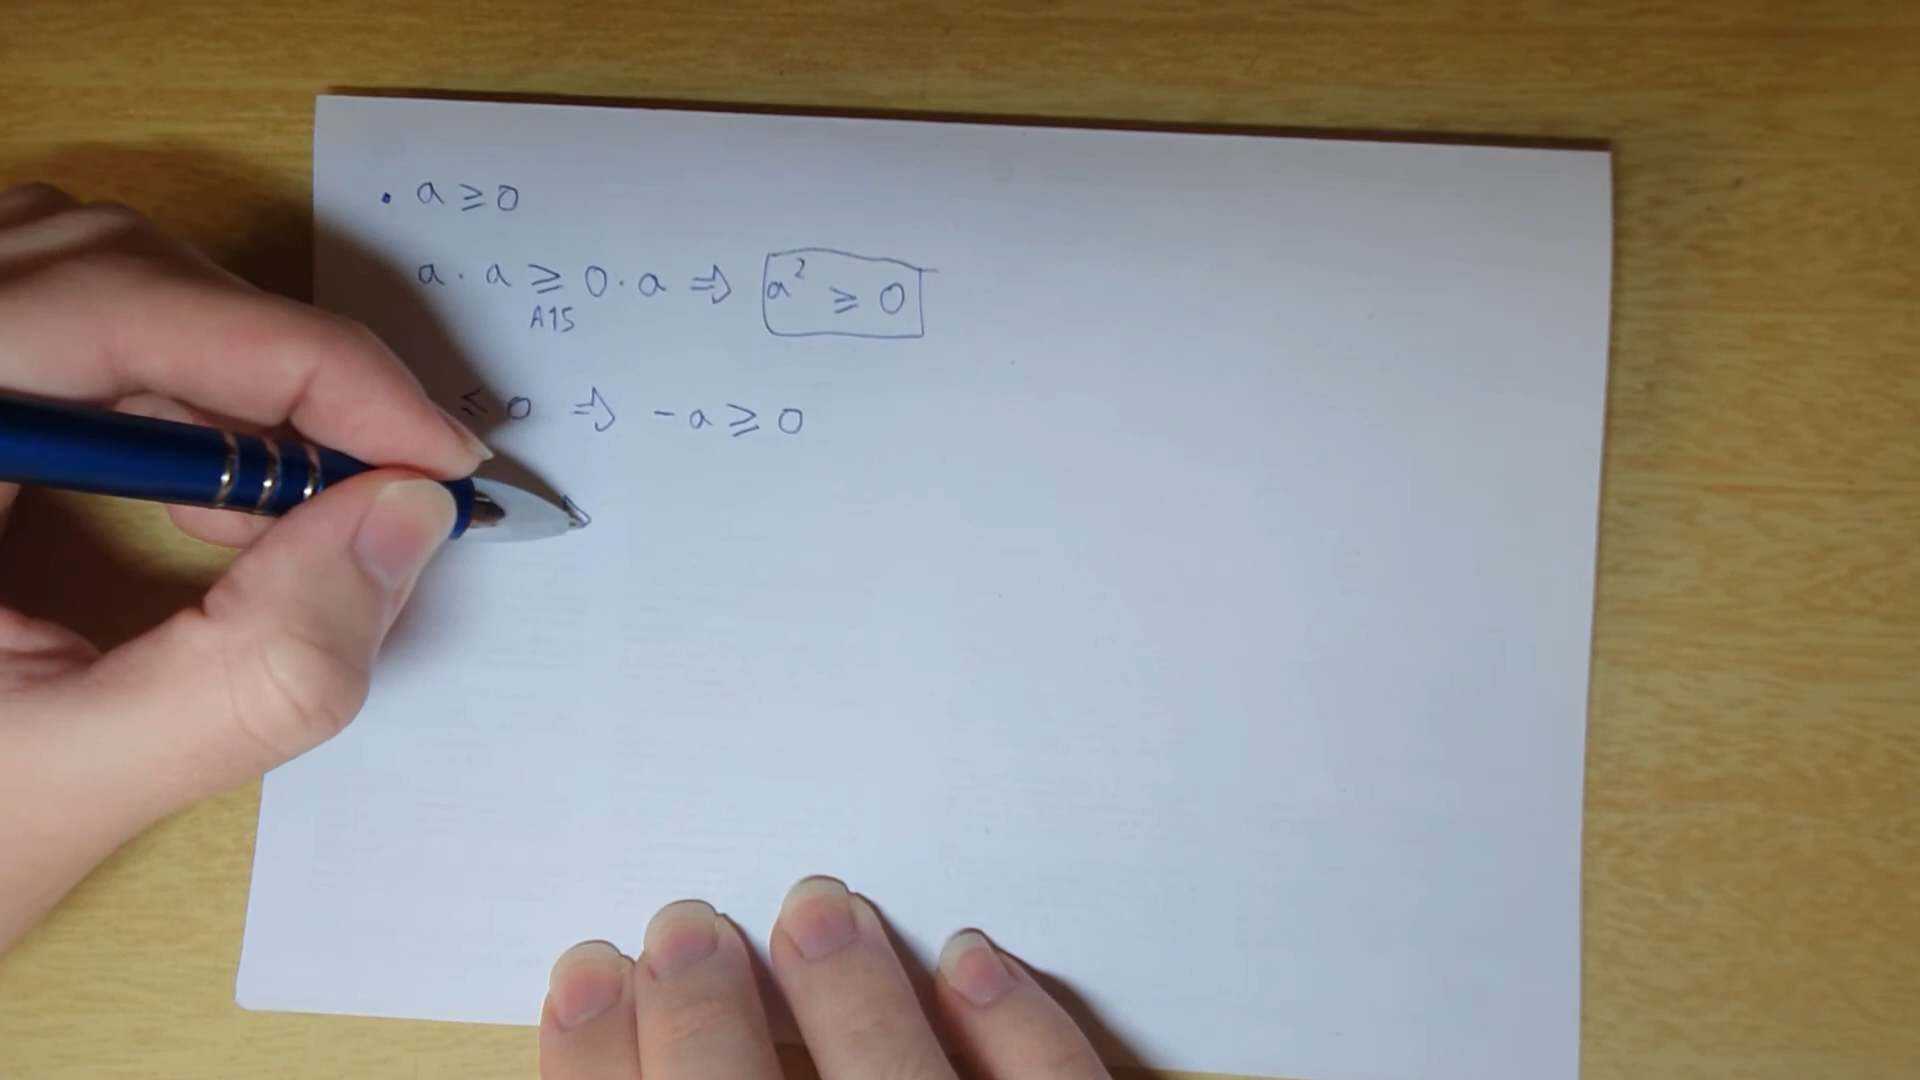 • a ≥ 0
a · a ≥ 0 · a ⇒ a² ≥ 0
A15
≤ 0 ⇒ -a ≥ 0